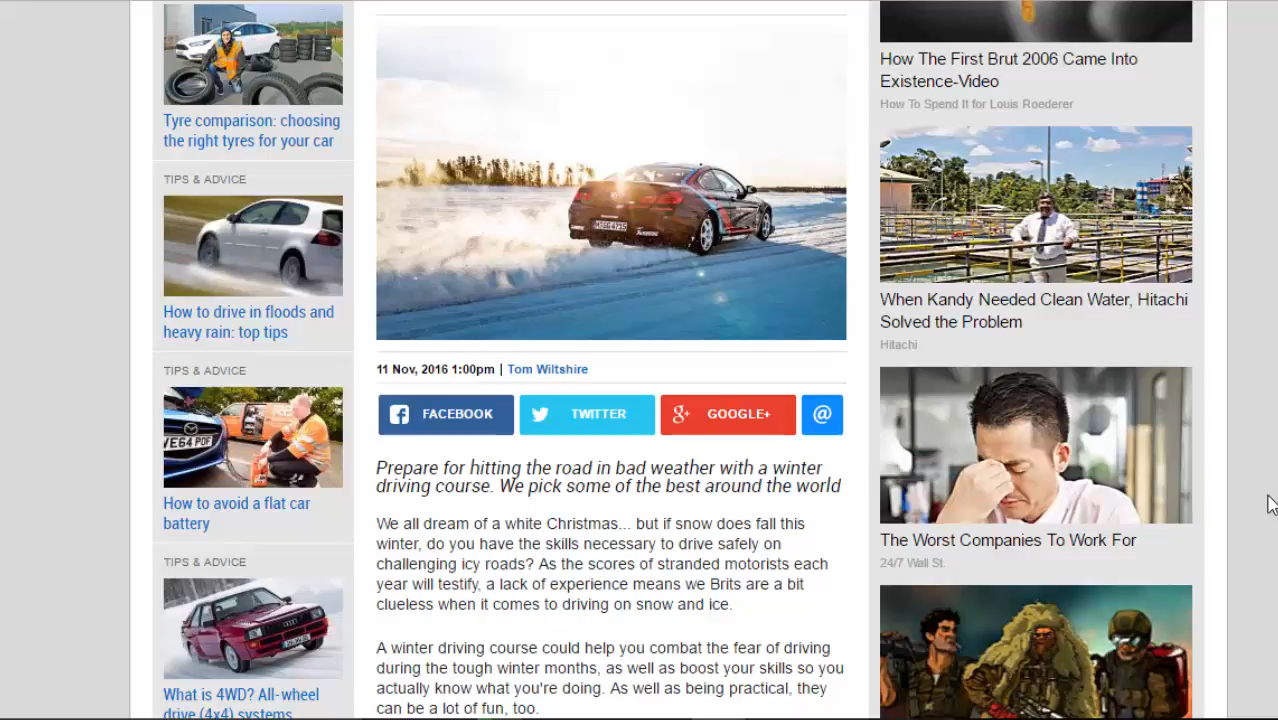 Tyre comparison: choosing
the right tyres for your car
TIPS & ADVICE
How to drive in floods and
heavy rain: top tips
TIPS & ADVICE
VE64 POF
How to avoid a flat car
battery
TIPS & ADVICE
What is 4WD? All-wheel
drive (4x4) systems
11 Nov, 2016 1:00pm | Tom Wiltshire
FACEBOOK
TWITTER
GOOGLE+
@
Prepare for hitting the road in bad weather with a winter
driving course. We pick some of the best around the world
We all dream of a white Christmas... but if snow does fall this
winter, do you have the skills necessary to drive safely on
challenging icy roads? As the scores of stranded motorists each
year will testify, a lack of experience means we Brits are a bit
clueless when it comes to driving on snow and ice.
A winter driving course could help you combat the fear of driving
during the tough winter months, as well as boost your skills so you
actually know what you're doing. As well as being practical, they
can be a lot of fun, too.
How The First Brut 2006 Came Into
Existence-Video
How To Spend It for Louis Roederer
When Kandy Needed Clean Water, Hitachi
Solved the Problem
Hitachi
The Worst Companies To Work For
24/7 Wall St.